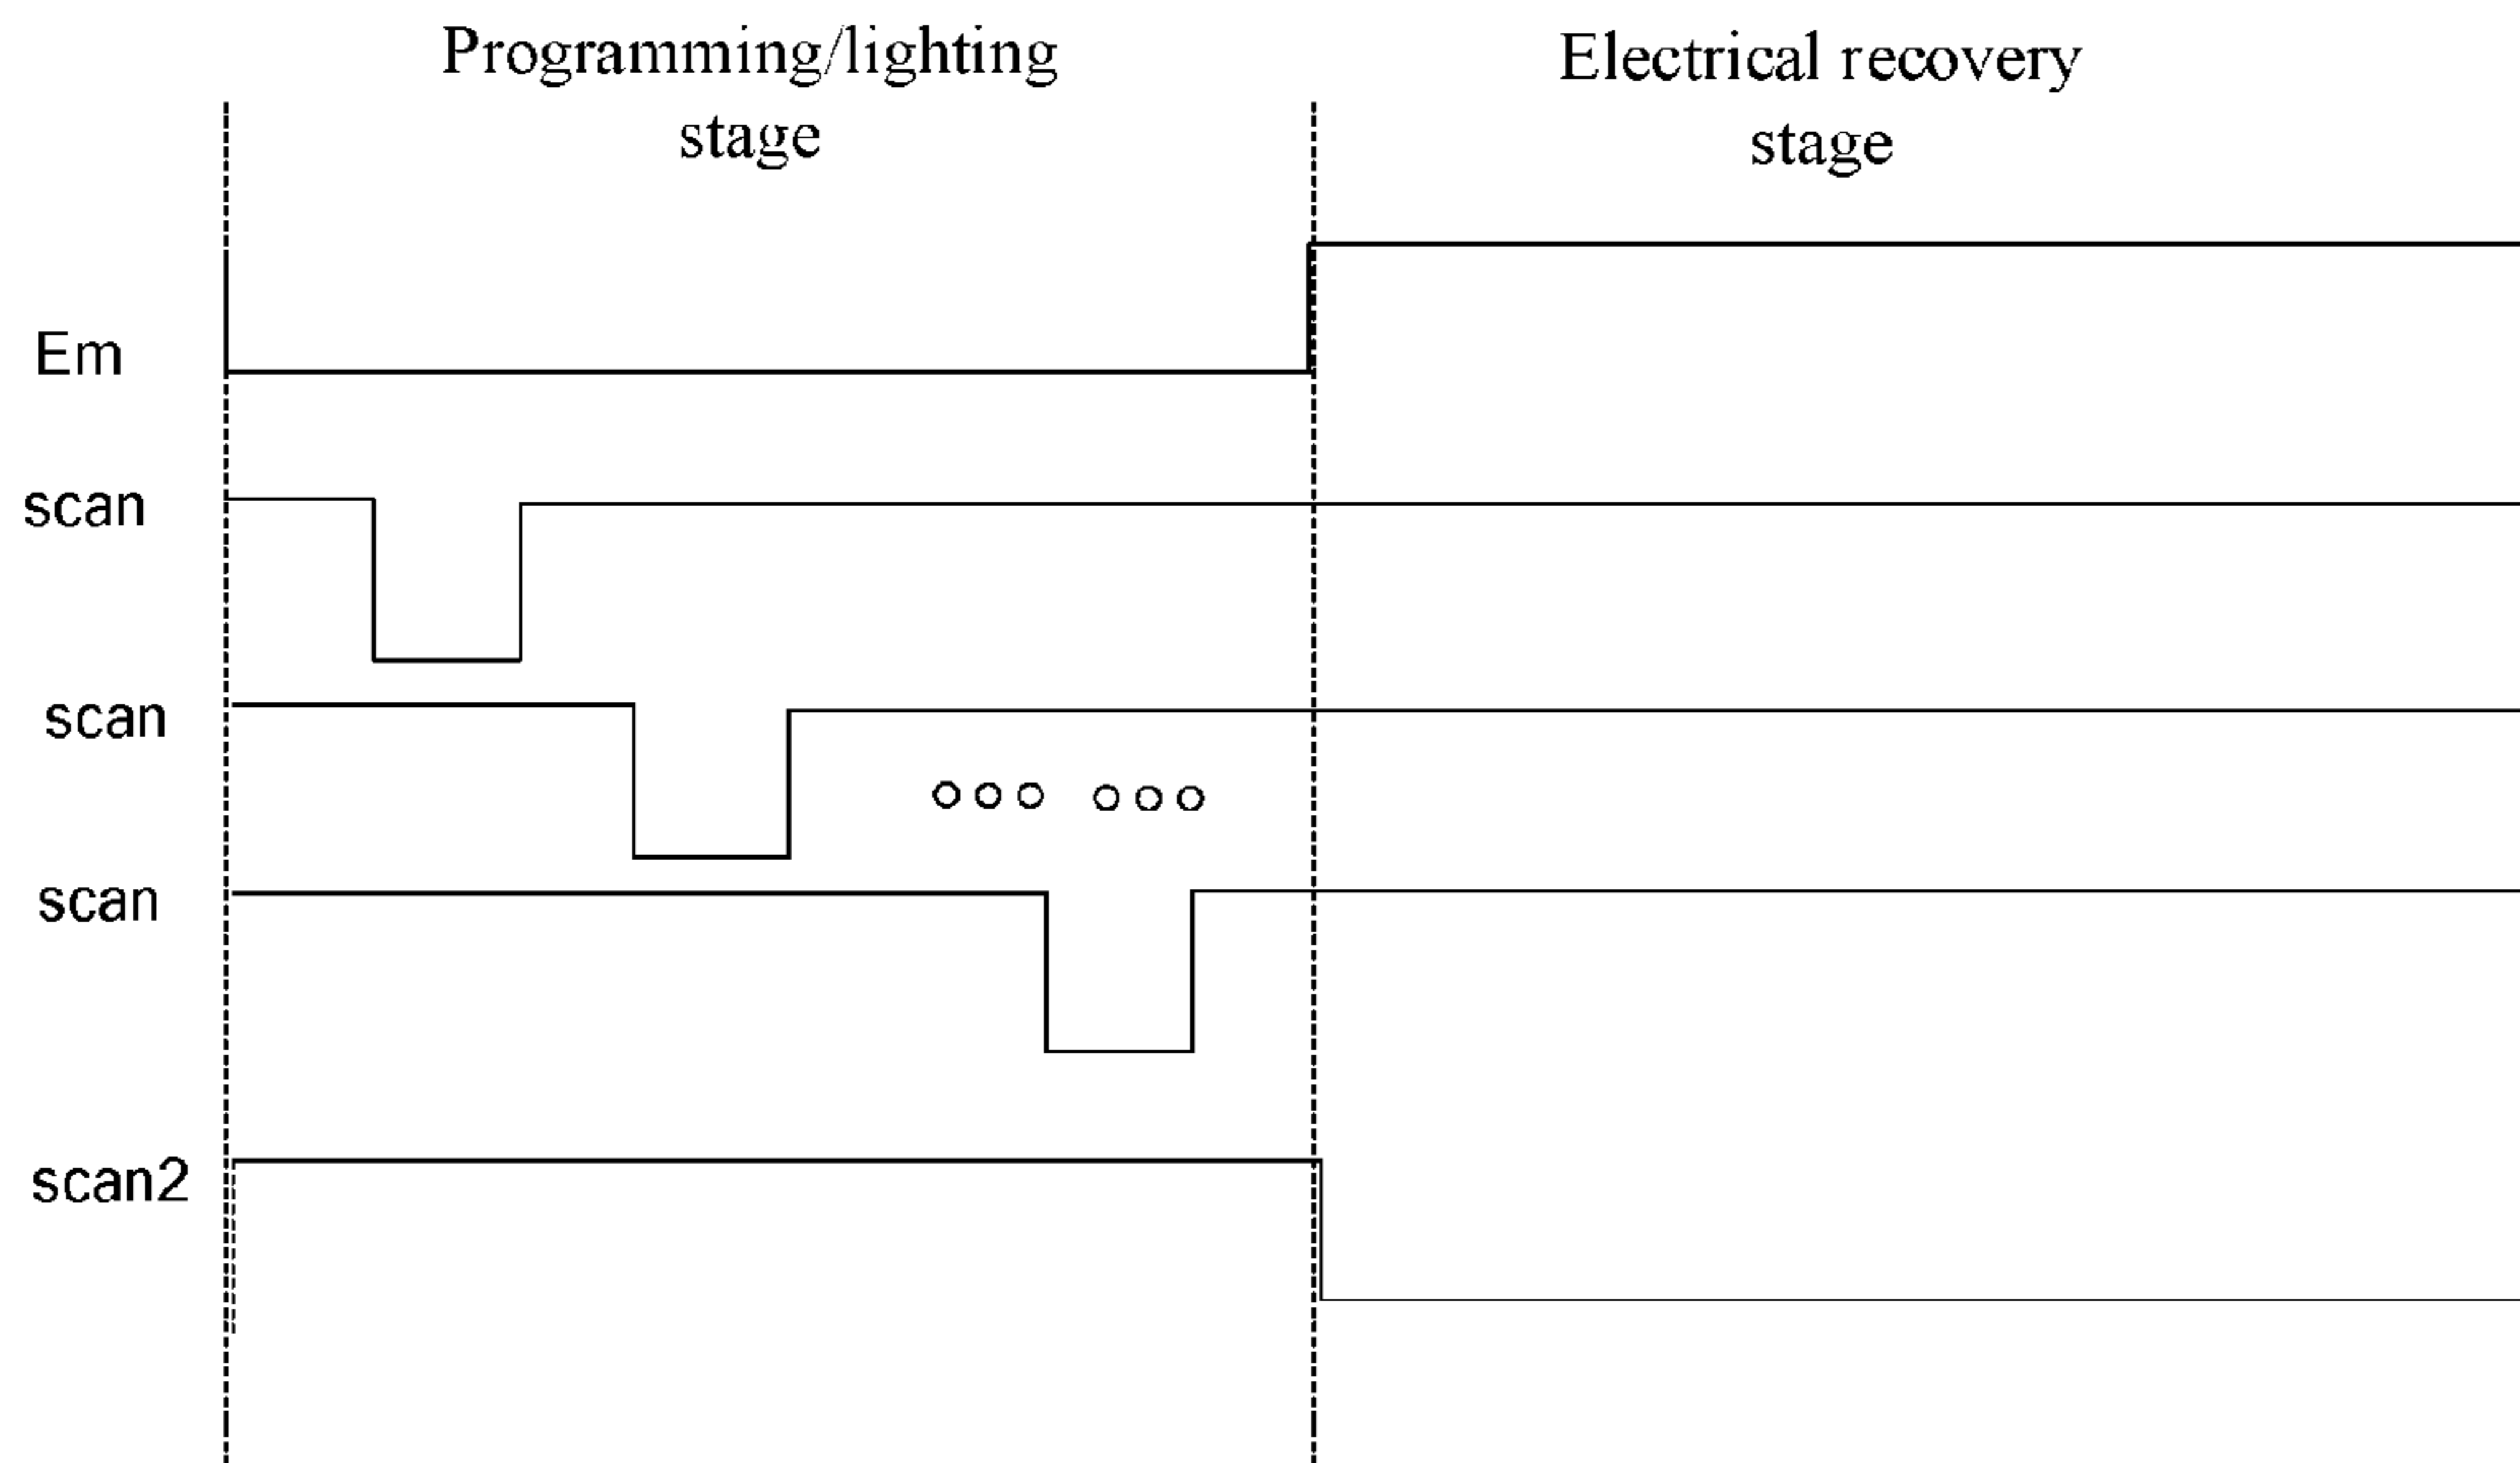 Programming/lighting
stage
Electrical recovery
stage
Em
scan
scan
scan
scan2